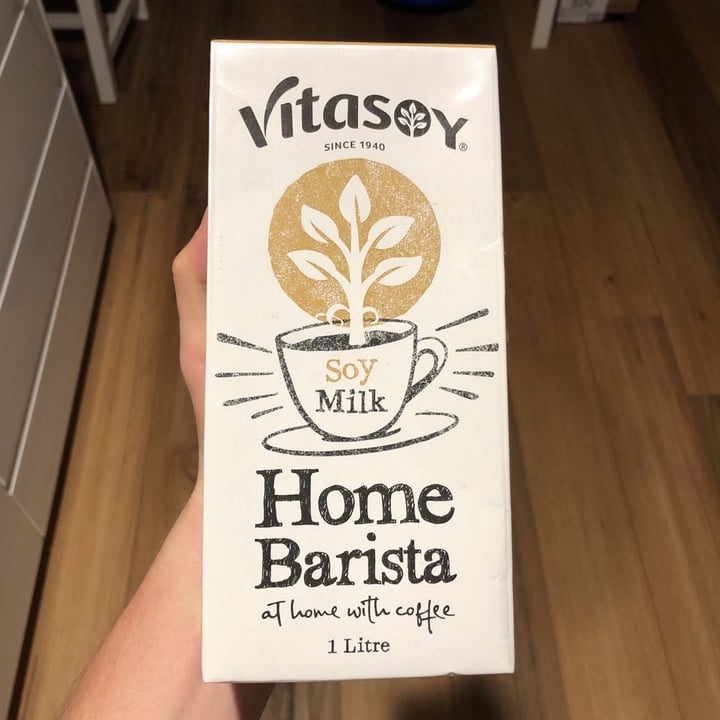 Vitasoy®
SINCE 1940
Soy
Milk
Home
Barista
at home with coffee
1 Litre